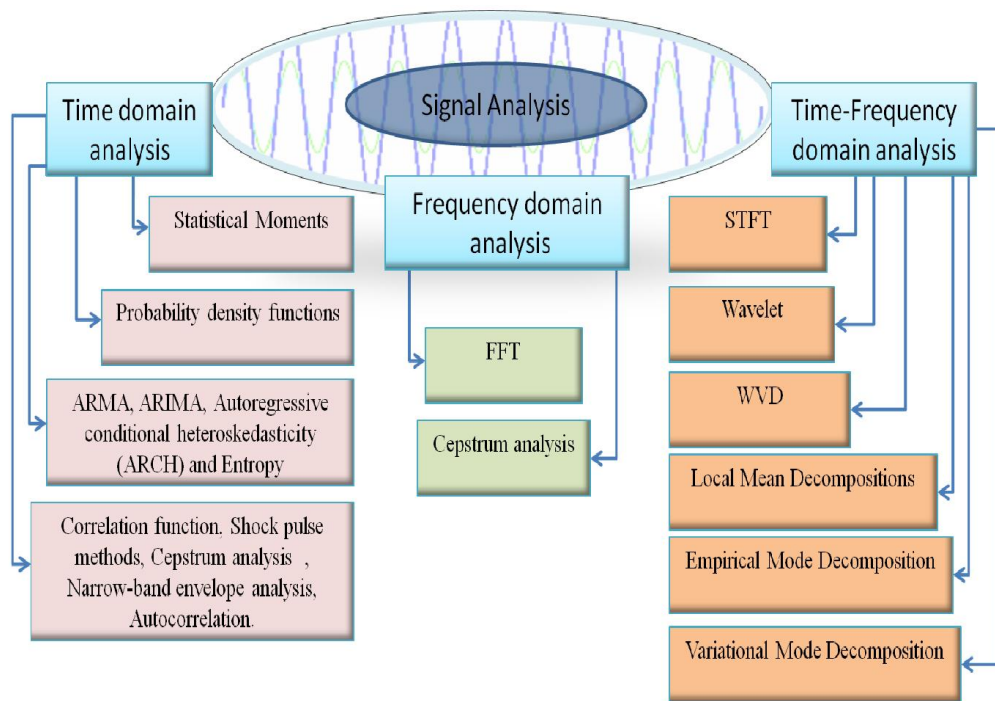 Signal Analysis
Time domain
analysis
Statistical Moments
Probability density functions
ARMA, ARIMA, Autoregressive
conditional heteroskedasticity
(ARCH) and Entropy
Correlation function, Shock pulse
methods, Cepstrum analysis ,
Narrow-band envelope analysis,
Autocorrelation.
Frequency domain
analysis
FFT
Cepstrum analysis
Time-Frequency
domain analysis
STFT
Wavelet
WVD
Local Mean Decompositions
Empirical Mode Decomposition
Variational Mode Decomposition